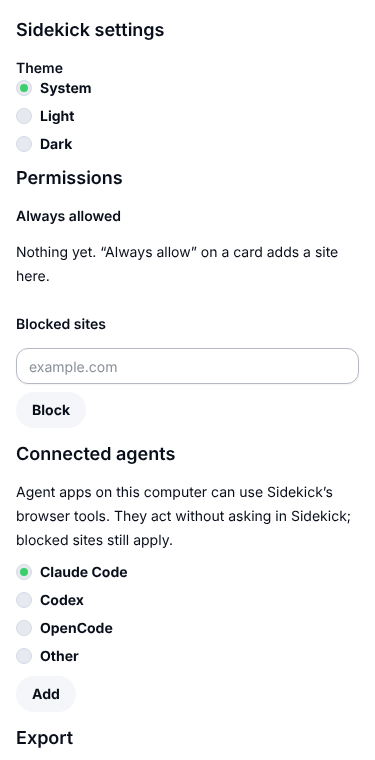 Sidekick settings
Theme
System
Light
Dark
Permissions
Always allowed
Nothing yet. “Always allow” on a card adds a site
here.
Blocked sites
example.com
Block
Connected agents
Agent apps on this computer can use Sidekick’s
browser tools. They act without asking in Sidekick;
blocked sites still apply.
Claude Code
Codex
OpenCode
Other
Add
Export